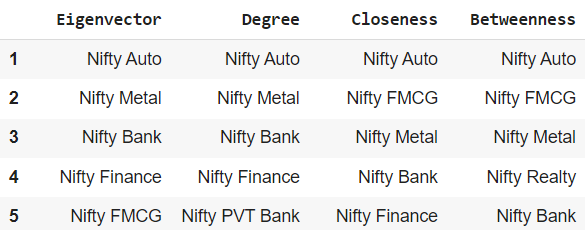 Eigenvector Degree Closeness Betweenness
1 Nifty Auto Nifty Auto Nifty Auto Nifty Auto
2 Nifty Metal Nifty Metal Nifty FMCG Nifty FMCG
3 Nifty Bank Nifty Bank Nifty Metal Nifty Metal
4 Nifty Finance Nifty Finance Nifty Bank Nifty Realty
5 Nifty FMCG Nifty PVT Bank Nifty Finance Nifty Bank